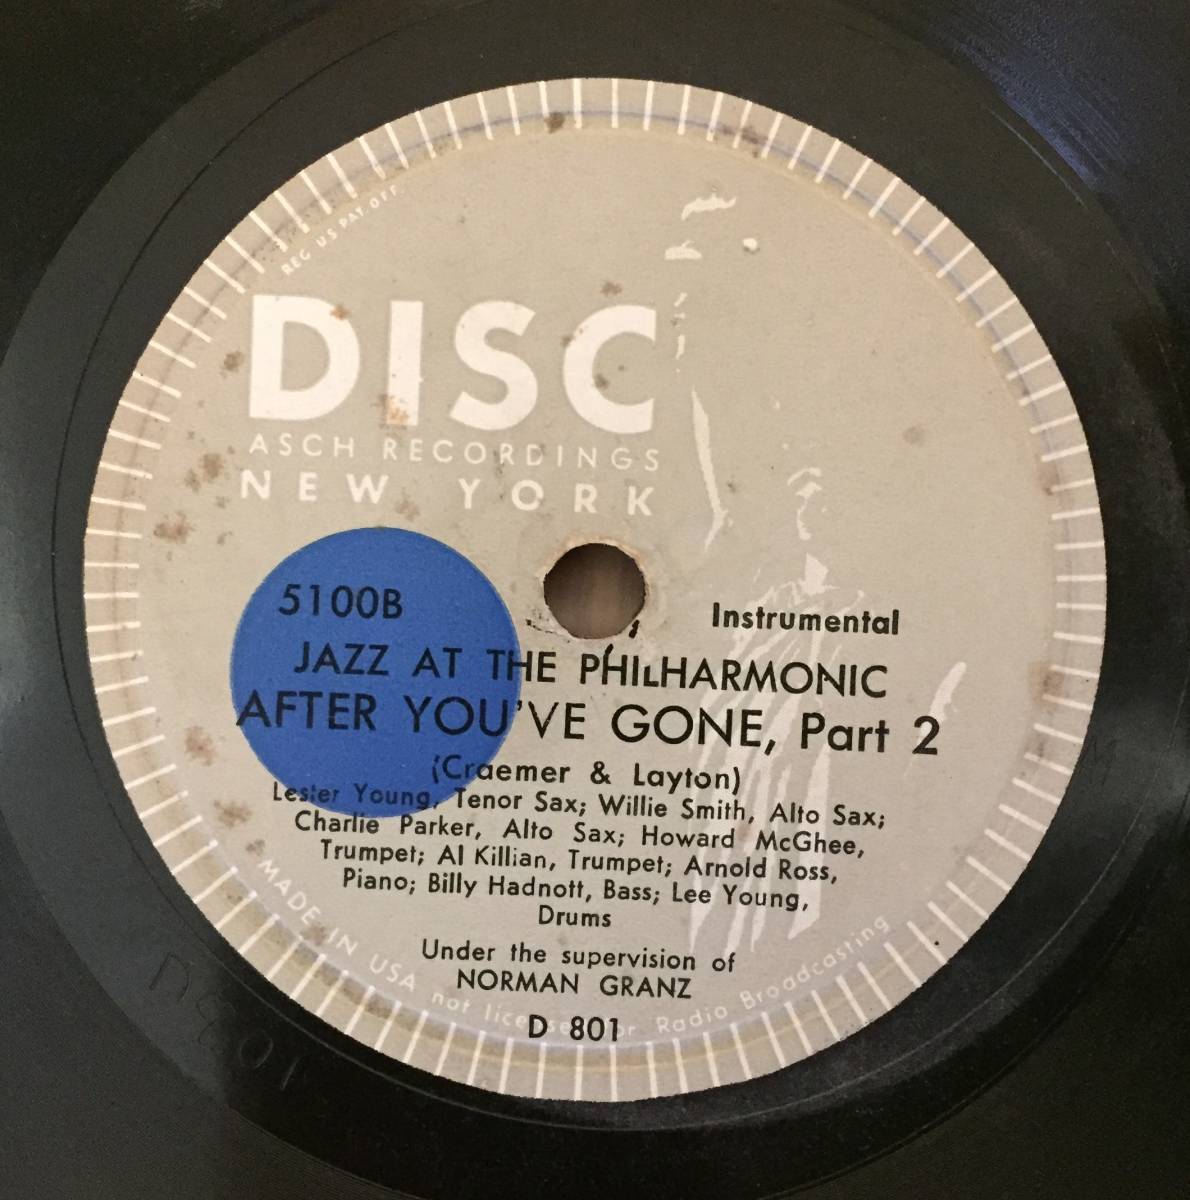 REG US PAT. OFF.
DISC
ASCH RECORDINGS
NEW YORK
5100B
Instrumental
JAZZ AT THE PHILHARMONIC
AFTER YOU'VE GONE, Part 2
(Craemer & Layton)
Lester Young, Tenor Sax; Willie Smith, Alto Sax;
Charlie Parker, Alto Sax; Howard McGhee,
Trumpet; Al Killian, Trumpet; Arnold Ross,
Piano; Billy Hadnott, Bass; Lee Young,
Drums
Under the supervision of
NORMAN GRANZ
D 801
MADE IN USA not for Radio Broadcasting